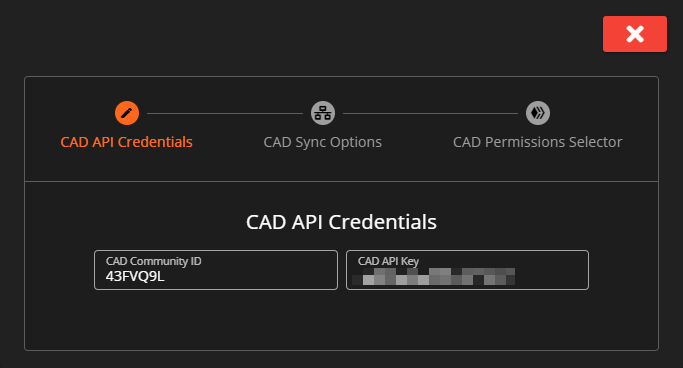 CAD API Credentials
CAD Sync Options
CAD Permissions Selector
CAD API Credentials
CAD Community ID
43FVQ9L
CAD API Key